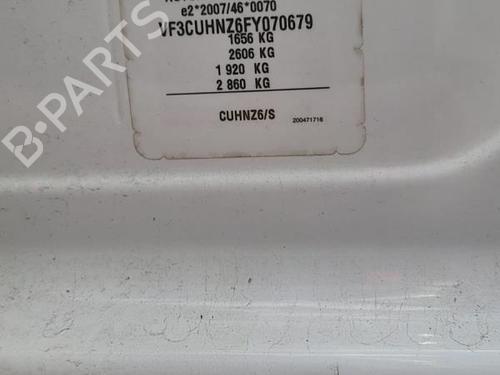 e2*2007/46*0070
VF3CUHNZ6FY070679
1656 KG
2606 KG
1 920 KG
2 860 KG
CUHNZ6/S
200471716
B-PARTS